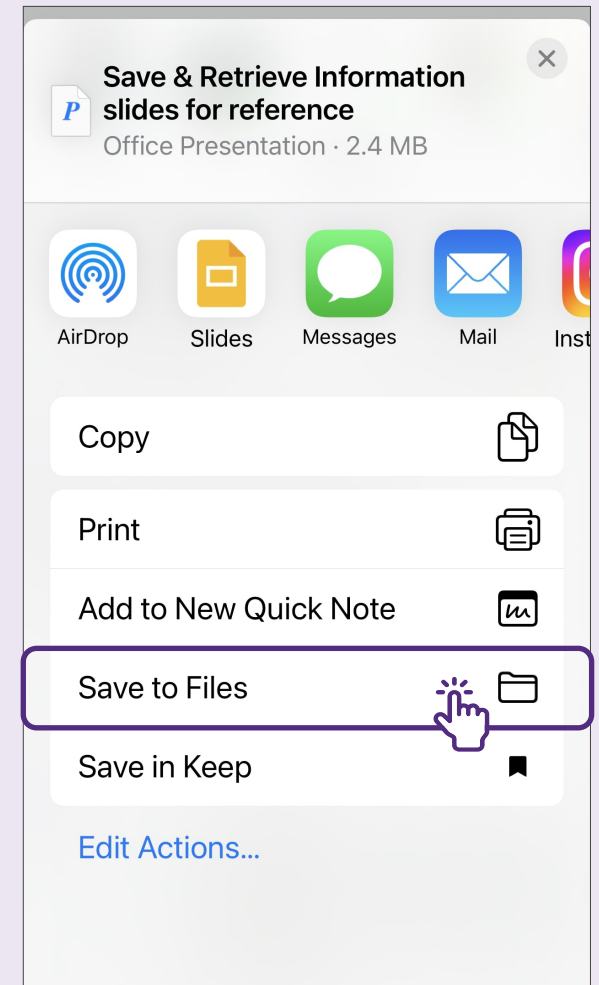 Save & Retrieve Information
slides for reference
P
Office Presentation · 2.4 MB
AirDrop
Slides
Messages
Mail
Inst
Copy
Print
Add to New Quick Note
Save to Files
Save in Keep
Edit Actions...